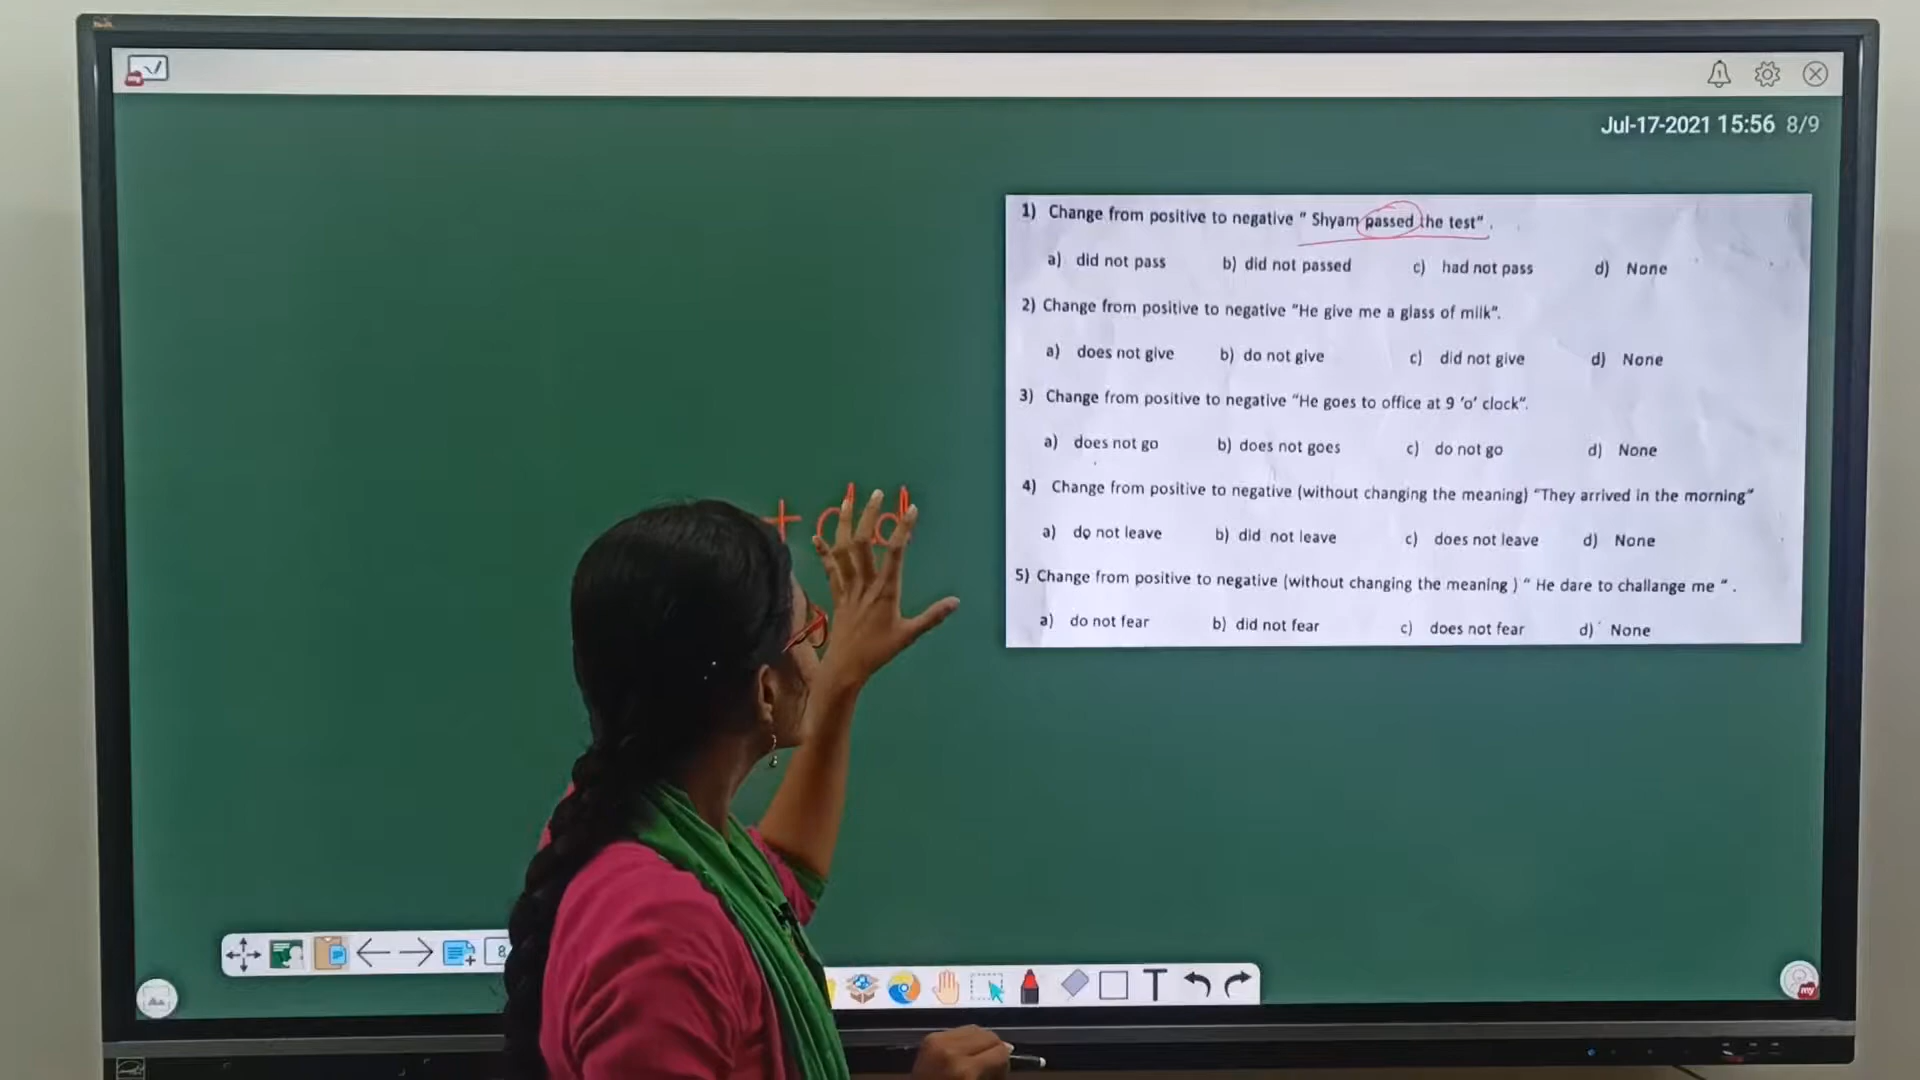 Jul-17-2021 15:56 8/9
1) Change from positive to negative “ Shyam passed the test” .
a) did not pass b) did not passed c) had not pass d) None
2) Change from positive to negative “He give me a glass of milk”.
a) does not give b) do not give c) did not give d) None
3) Change from positive to negative “He goes to office at 9 ‘o’ clock”.
a) does not go b) does not goes c) do not go d) None
4) Change from positive to negative (without changing the meaning) “They arrived in the morning”
a) do not leave b) did not leave c) does not leave d) None
5) Change from positive to negative (without changing the meaning ) “ He dare to challange me ” .
a) do not fear b) did not fear c) does not fear d) None
+
8
T
my
my